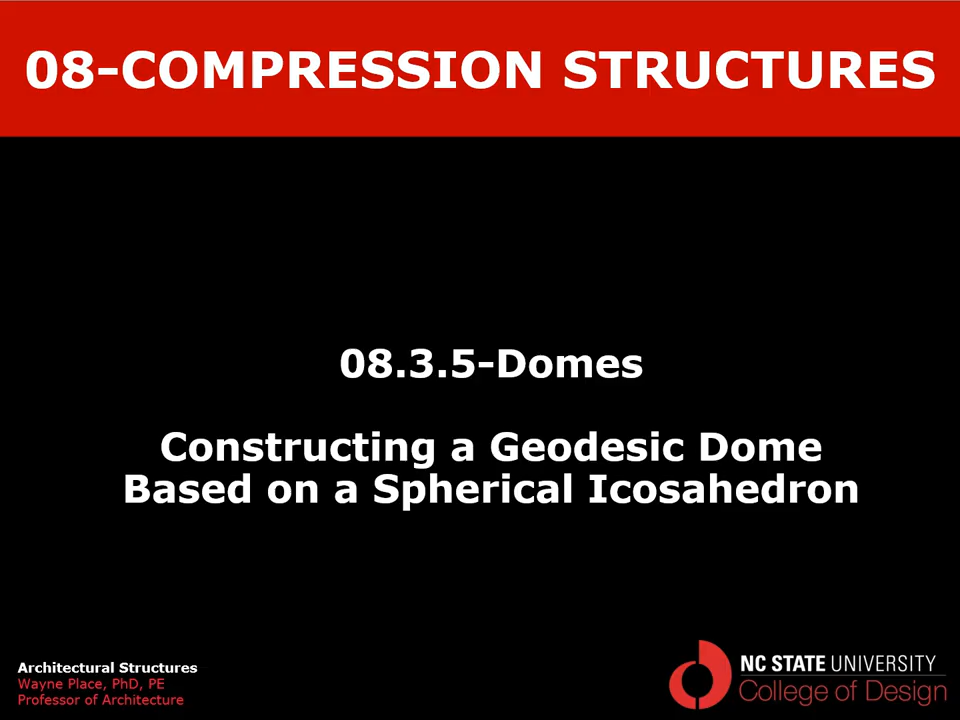 08-COMPRESSION STRUCTURES
08.3.5-Domes
Constructing a Geodesic Dome
Based on a Spherical Icosahedron
Architectural Structures
Wayne Place, PhD, PE
Professor of Architecture
NC STATE UNIVERSITY
College of Design